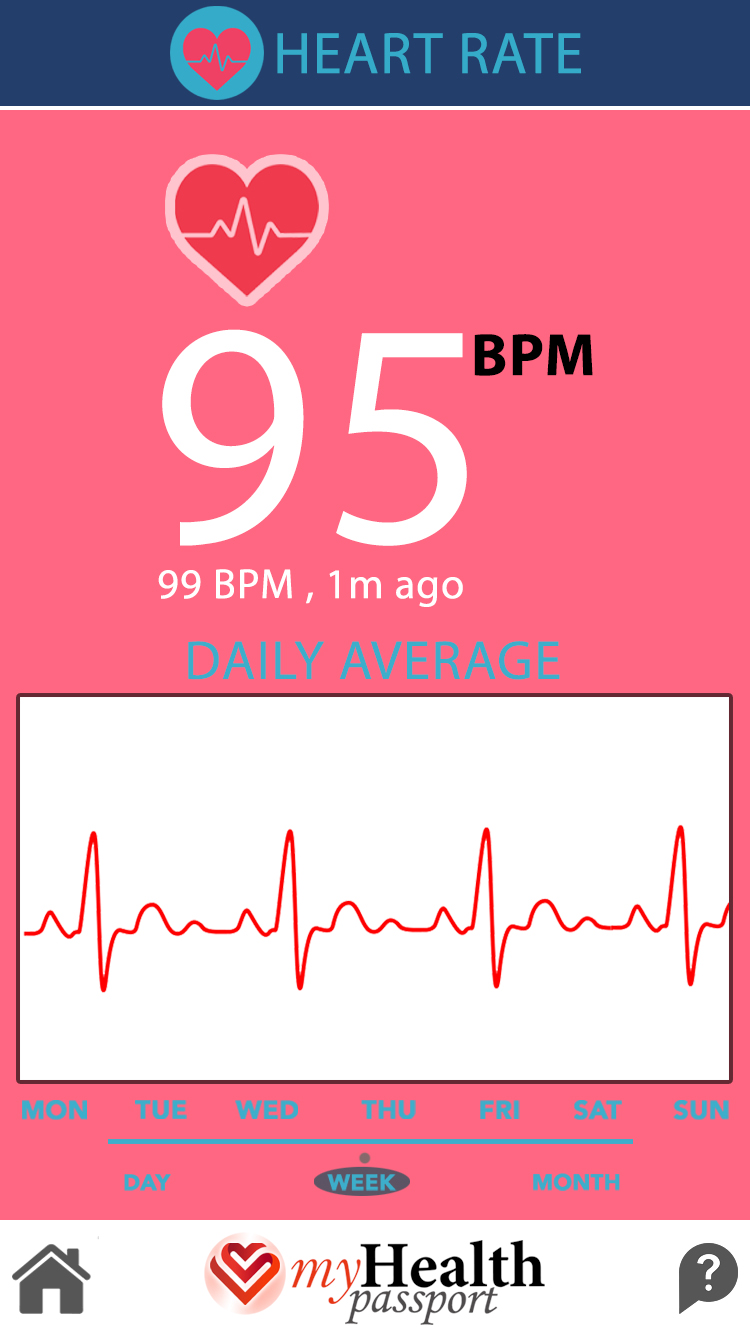 HEART RATE
95 BPM
99 BPM , 1m ago
DAILY AVERAGE
MON TUE WED THU FRI SAT SUN
DAY WEEK MONTH
myHealth
passport
?